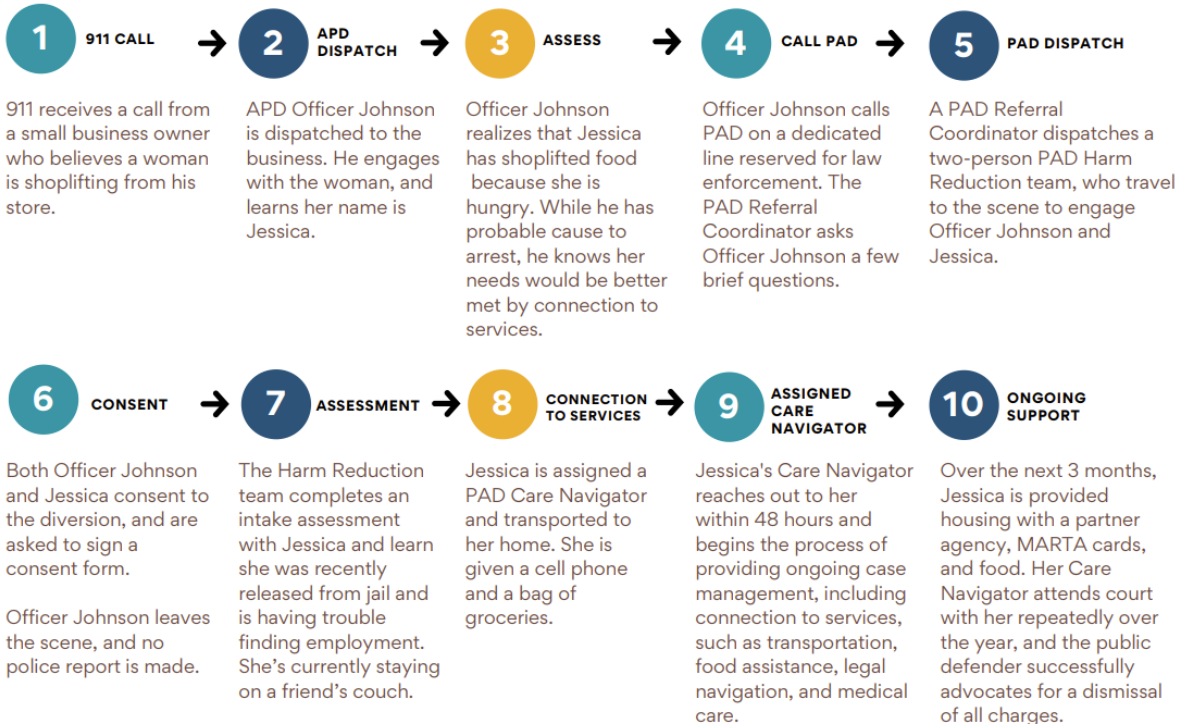 1
911 CALL
2
APD
DISPATCH
3
ASSESS
4
CALL PAD
5
PAD DISPATCH
911 receives a call from
a small business owner
who believes a woman
is shoplifting from his
store.
APD Officer Johnson
is dispatched to the
business. He engages
with the woman, and
learns her name is
Jessica.
Officer Johnson
realizes that Jessica
has shoplifted food
because she is
hungry. While he has
probable cause to
arrest, he knows her
needs would be better
met by connection to
services.
Officer Johnson calls
PAD on a dedicated
line reserved for law
enforcement. The
PAD Referral
Coordinator asks
Officer Johnson a few
brief questions.
A PAD Referral
Coordinator dispatches a
two-person PAD Harm
Reduction team, who travel
to the scene to engage
Officer Johnson and
Jessica.
6
CONSENT
7
ASSESSMENT
8
CONNECTION
TO SERVICES
9
ASSIGNED
CARE
NAVIGATOR
10
ONGOING
SUPPORT
Both Officer Johnson
and Jessica consent to
the diversion, and are
asked to sign a
consent form.
Officer Johnson leaves
the scene, and no
police report is made.
The Harm Reduction
team completes an
intake assessment
with Jessica and learn
she was recently
released from jail and
is having trouble
finding employment.
She's currently staying
on a friend's couch.
Jessica is assigned a
PAD Care Navigator
and transported to
her home. She is
given a cell phone
and a bag of
groceries.
Jessica's Care Navigator
reaches out to her
within 48 hours and
begins the process of
providing ongoing case
management, including
connection to services,
such as transportation,
food assistance, legal
navigation, and medical
care.
Over the next 3 months,
Jessica is provided
housing with a partner
agency, MARTA cards,
and food. Her Care
Navigator attends court
with her repeatedly over
the year, and the public
defender successfully
advocates for a dismissal
of all charges.